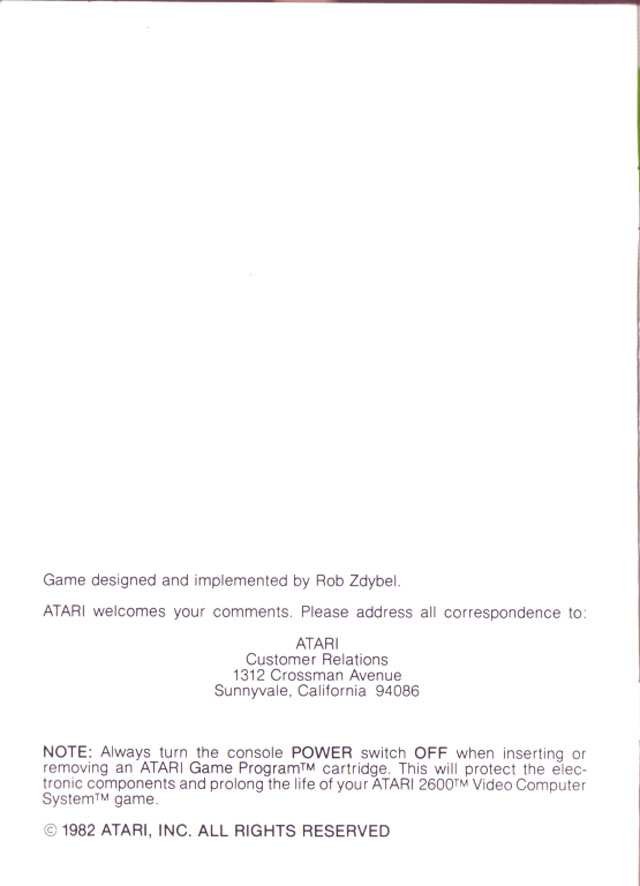 Game designed and implemented by Rob Zdybel.
ATARI welcomes your comments. Please address all correspondence to:
ATARI
Customer Relations
1312 Crossman Avenue
Sunnyvale, California 94086
NOTE: Always turn the console POWER switch OFF when inserting or
removing an ATARI Game Program™ cartridge. This will protect the elec-
tronic components and prolong the life of your ATARI 2600™ Video Computer
System™ game.
© 1982 ATARI, INC. ALL RIGHTS RESERVED